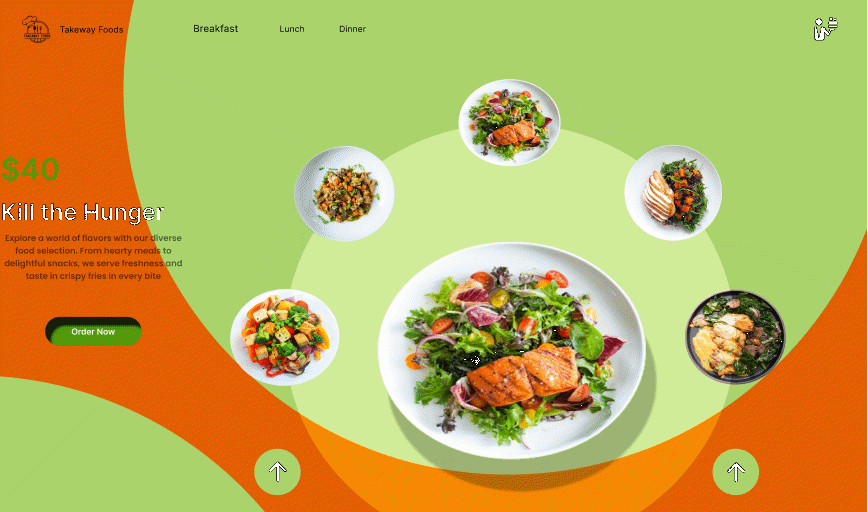 Takeway Foods
Breakfast
Lunch
Dinner
$40
Kill the Hunger
Explore a world of flavors with our diverse
food selection. From hearty meals to
delightful snacks, we serve freshness and
taste in crispy fries in every bite
Order Now